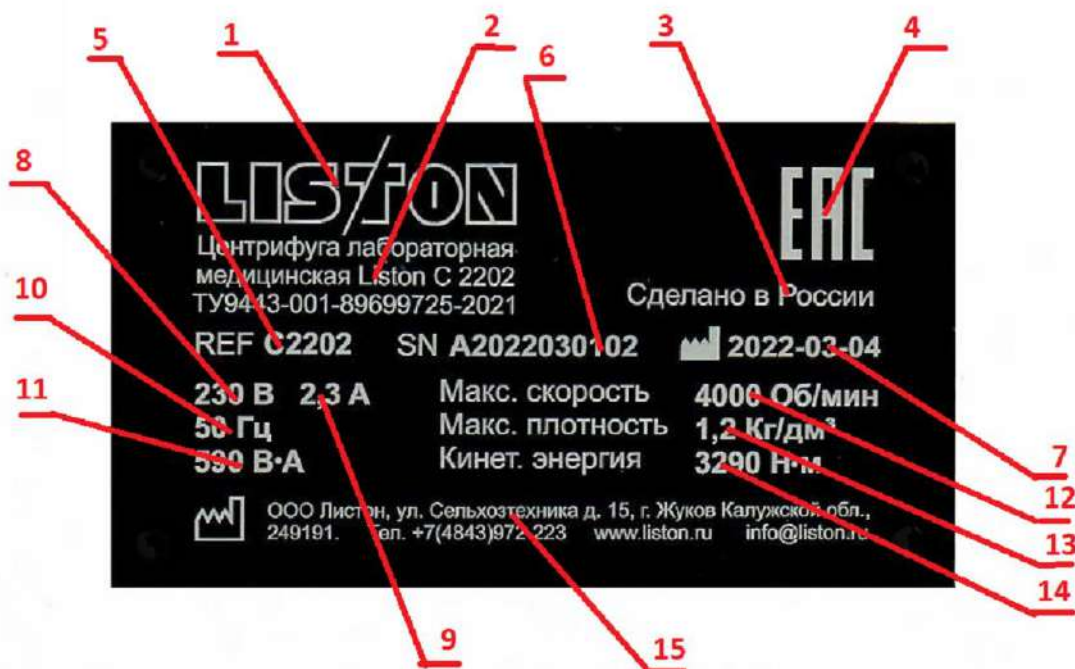 5
1
2
6
3
4
8
10
11
LISTON
EAC
Центрифуга лабораторная
медицинская Liston C 2202
ТУ9443-001-89699725-2021
Сделано в России
REF C2202 SN A2022030102 2022-03-04
230 В 2,3 А Макс. скорость 4000 Об/мин
50 Гц Макс. плотность 1,2 Кг/дм³
590 В•А Кинет. энергия 3290 Н•м
ООО Листон, ул. Сельхозтехника д. 15, г. Жуков Калужской обл.,
249191. Тел. +7(4843)972-223 www.liston.ru info@liston.ru
7
12
13
14
9
15